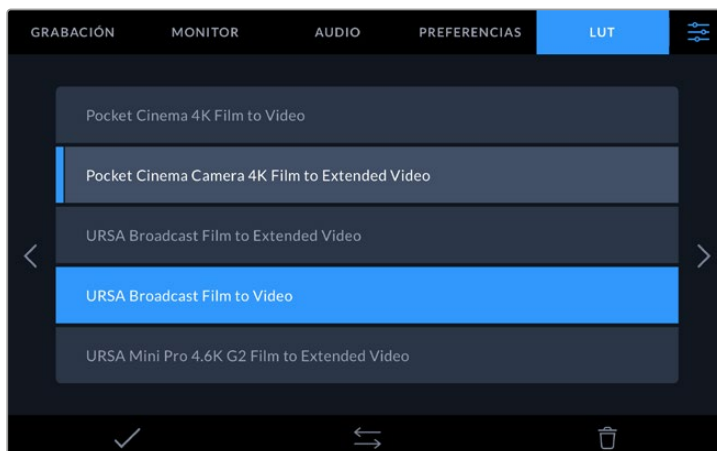 GRABACIÓN MONITOR AUDIO PREFERENCIAS LUT
Pocket Cinema 4K Film to Video
Pocket Cinema Camera 4K Film to Extended Video
URSA Broadcast Film to Extended Video
URSA Broadcast Film to Video
URSA Mini Pro 4.6K G2 Film to Extended Video